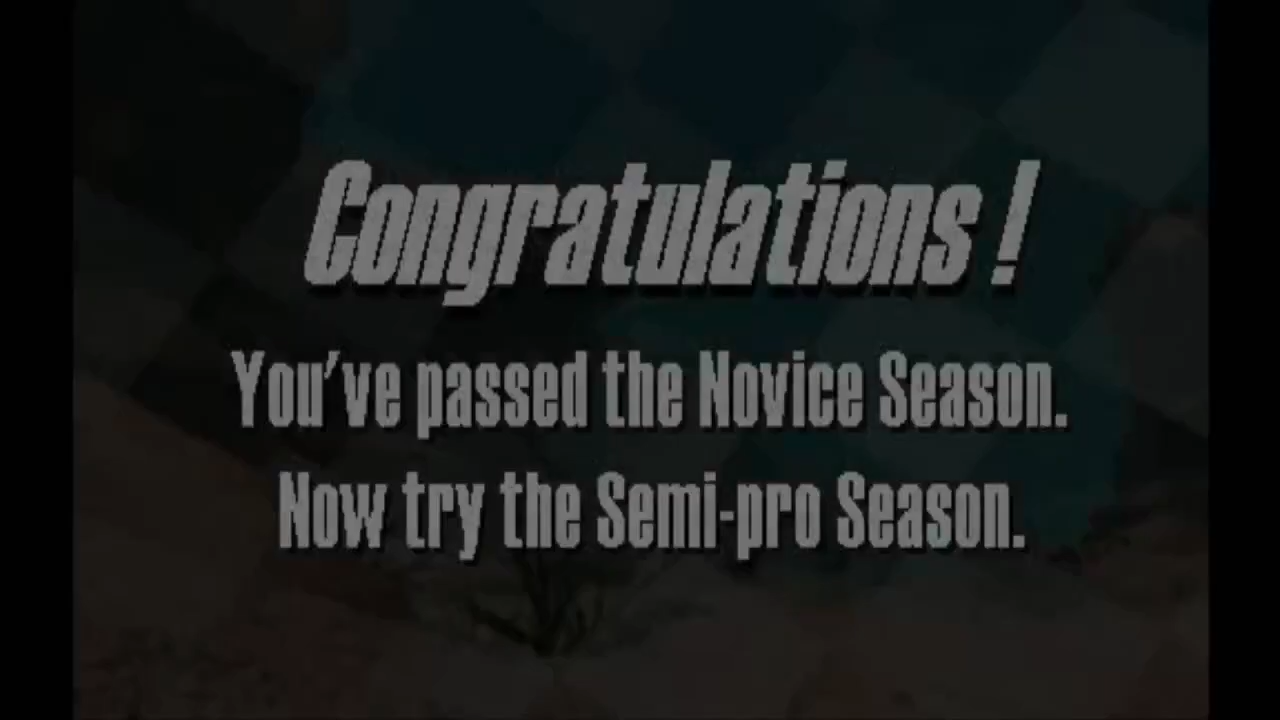 Congratulations !
You've passed the Novice Season.
Now try the Semi-pro Season.